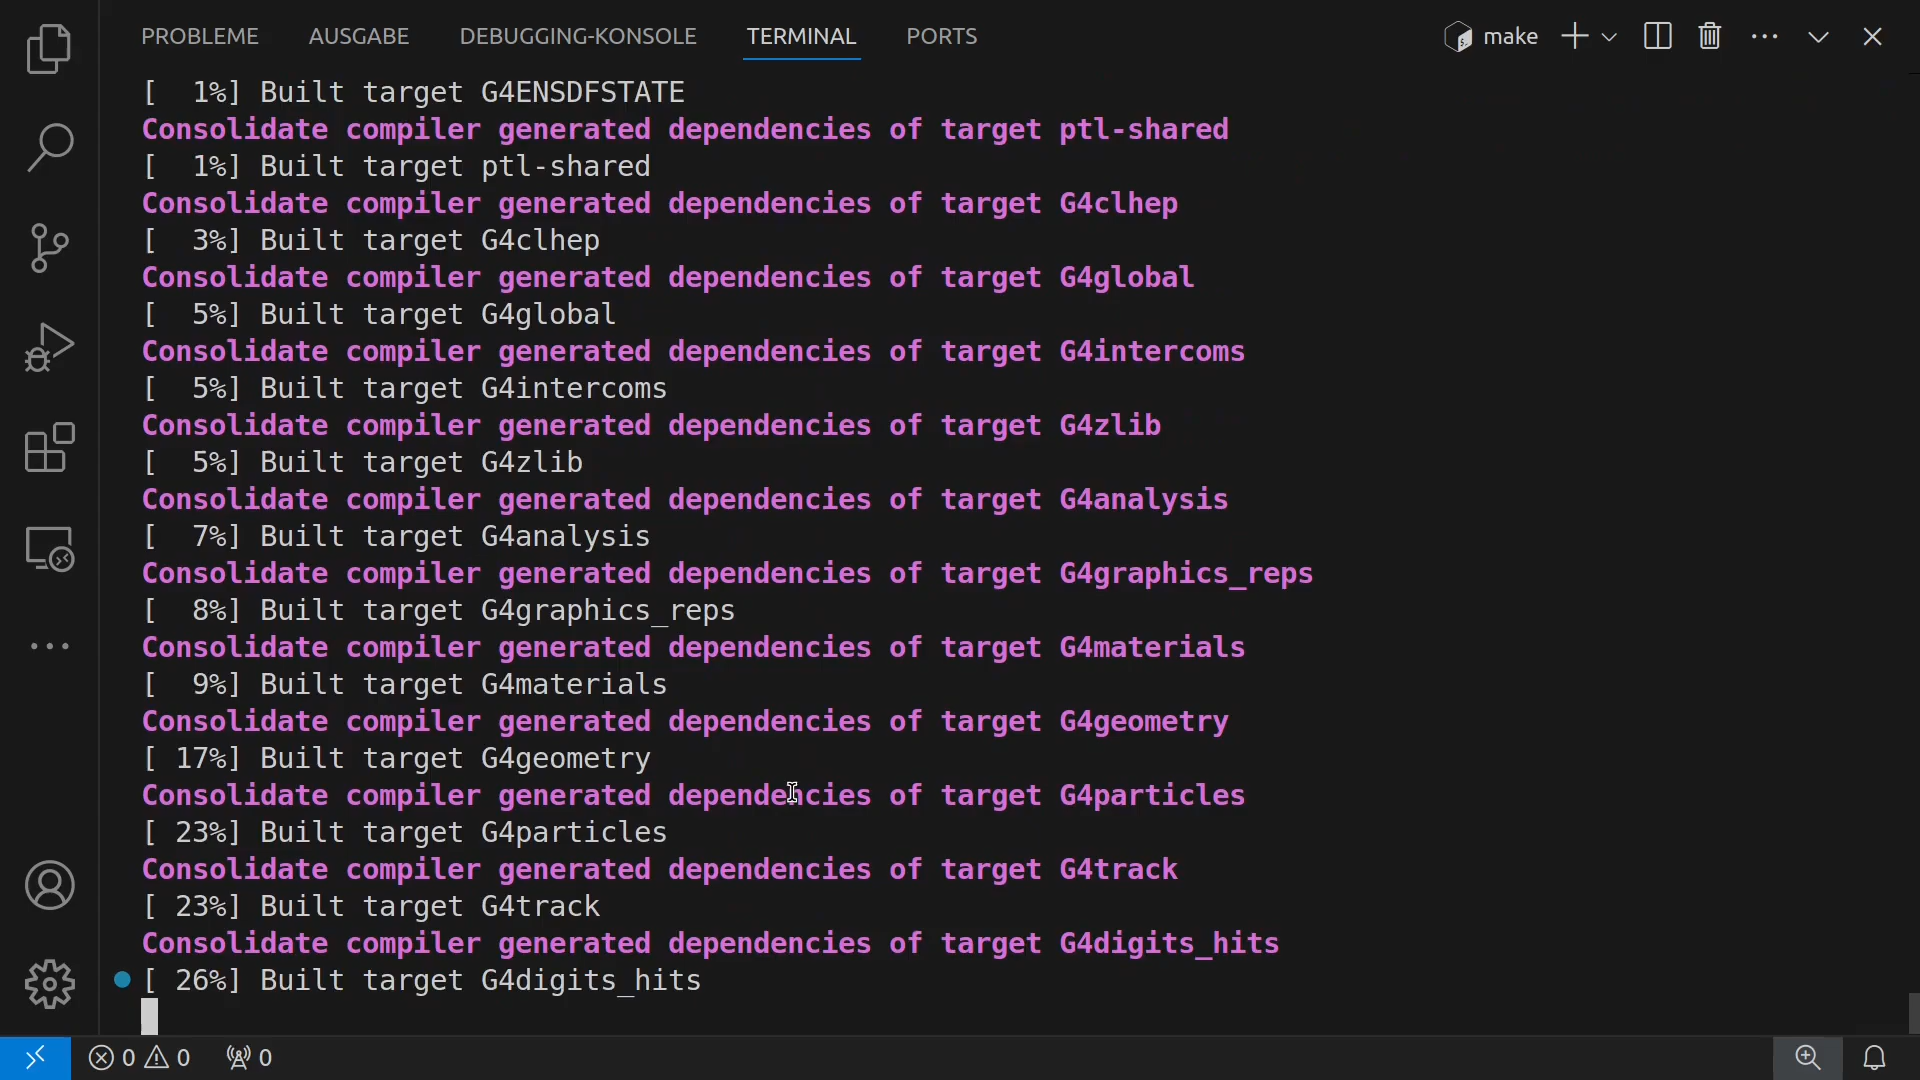 PROBLEME AUSGABE DEBUGGING-KONSOLE TERMINAL PORTS make
[  1%] Built target G4ENSDFSTATE
Consolidate compiler generated dependencies of target ptl-shared
[  1%] Built target ptl-shared
Consolidate compiler generated dependencies of target G4clhep
[  3%] Built target G4clhep
Consolidate compiler generated dependencies of target G4global
[  5%] Built target G4global
Consolidate compiler generated dependencies of target G4intercoms
[  5%] Built target G4intercoms
Consolidate compiler generated dependencies of target G4zlib
[  5%] Built target G4zlib
Consolidate compiler generated dependencies of target G4analysis
[  7%] Built target G4analysis
Consolidate compiler generated dependencies of target G4graphics_reps
[  8%] Built target G4graphics_reps
Consolidate compiler generated dependencies of target G4materials
[  9%] Built target G4materials
Consolidate compiler generated dependencies of target G4geometry
[ 17%] Built target G4geometry
Consolidate compiler generated dependencies of target G4particles
[ 23%] Built target G4particles
Consolidate compiler generated dependencies of target G4track
[ 23%] Built target G4track
Consolidate compiler generated dependencies of target G4digits_hits
[ 26%] Built target G4digits_hits
0 0 0